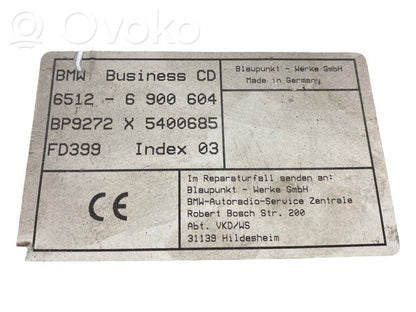 Ovoko
BMW Business CD
6512 - 6 900 604
BP9272 X 5400685
FD399 Index 03
Blaupunkt - Werke GmbH
Made in Germany
CE
Im Reparaturfall senden an:
Blaupunkt - Werke GmbH
BMW-Autoradio-Service Zentrale
Robert Bosch Str. 200
Abt. VKD/WS
31139 Hildesheim